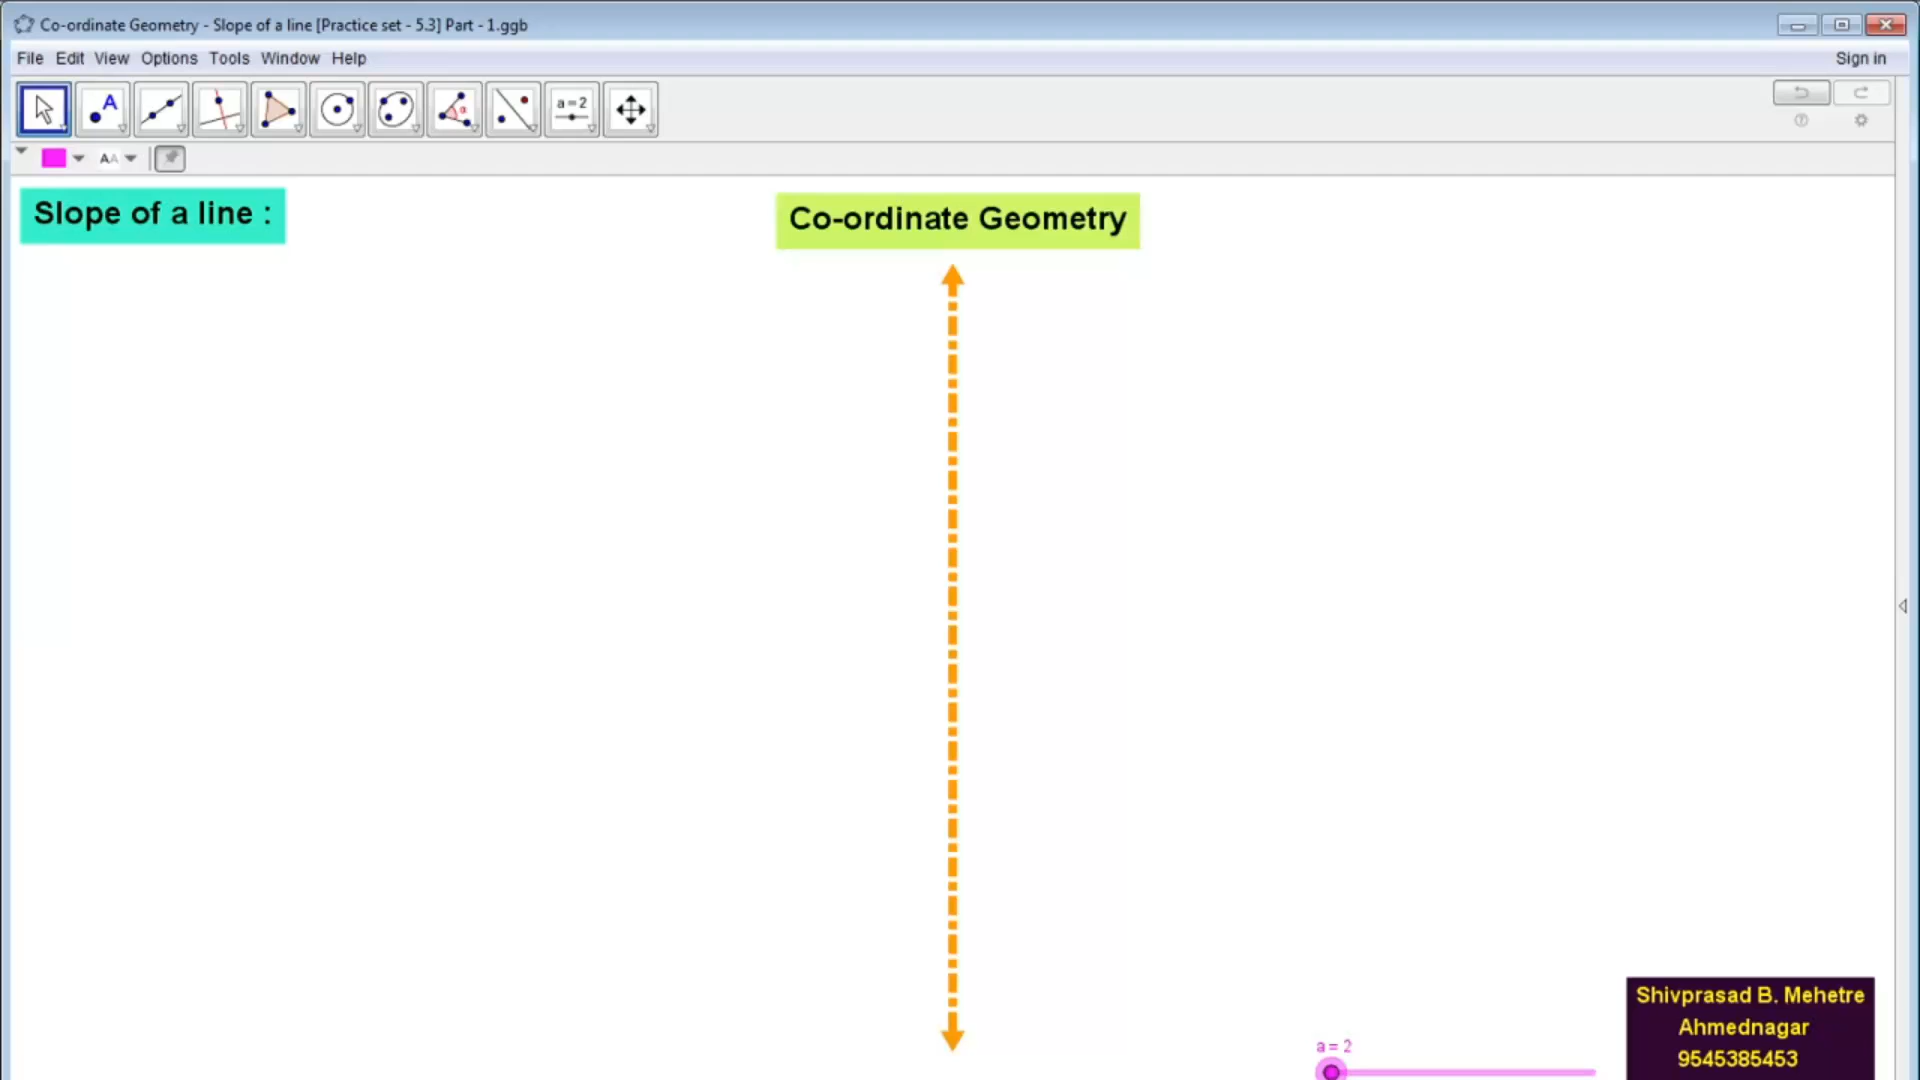 Co-ordinate Geometry - Slope of a line [Practice set - 5.3] Part - 1.ggb
File Edit View Options Tools Window Help
Sign in
A
α
a = 2
AA
Slope of a line :
Co-ordinate Geometry
a = 2
Shivprasad B. Mehetre
Ahmednagar
9545385453